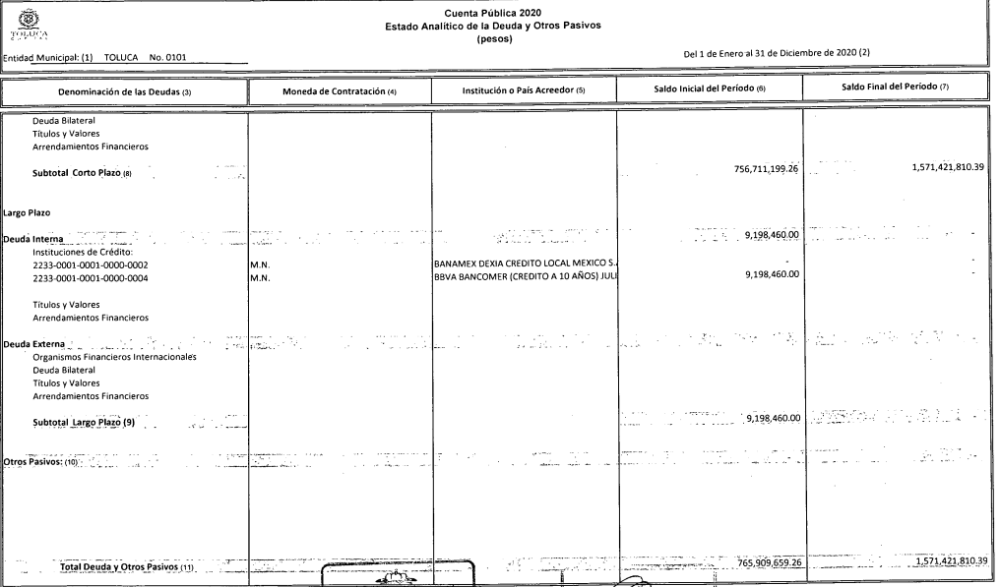 Cuenta Pública 2020
Estado Analítico de la Deuda y Otros Pasivos
(pesos)
TOLUCA
Entidad Municipal: (1) TOLUCA No. 0101
Del 1 de Enero al 31 de Diciembre de 2020 (2)
Denominación de las Deudas (3) Moneda de Contratación (4) Institución o País Acreedor (5) Saldo Inicial del Período (6) Saldo Final del Período (7)
Deuda Bilateral
Títulos y Valores
Arrendamientos Financieros
Subtotal Corto Plazo (8) 756,711,199.26 1,571,421,810.39
Largo Plazo
Deuda Interna 9,198,460.00
Instituciones de Crédito:
2233-0001-0001-0000-0002 M.N. BANAMEX DEXIA CREDITO LOCAL MEXICO S. - -
2233-0001-0001-0000-0004 M.N. BBVA BANCOMER (CREDITO A 10 AÑOS) JULI 9,198,460.00 -
Títulos y Valores
Arrendamientos Financieros
Deuda Externa
Organismos Financieros Internacionales
Deuda Bilateral
Títulos y Valores
Arrendamientos Financieros
Subtotal Largo Plazo (9) 9,198,460.00
Otros Pasivos: (10)
Total Deuda y Otros Pasivos (11) 765,909,659.26 1,571,421,810.39